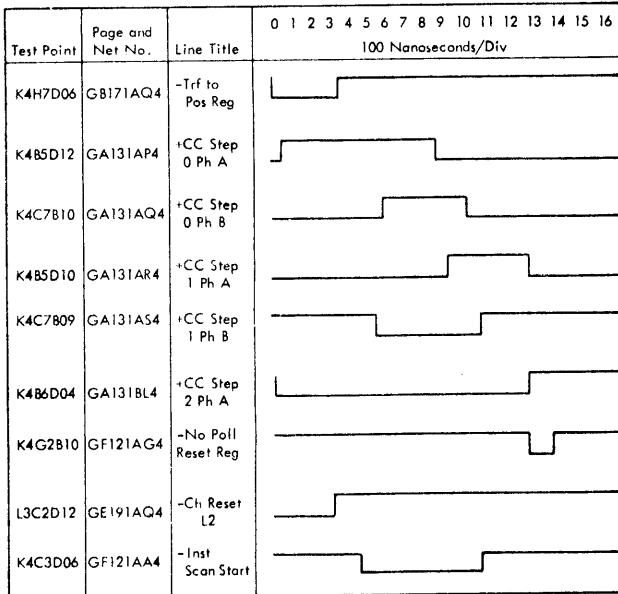 Test Point
Page and
Net No.
Line Title
0 1 2 3 4 5 6 7 8 9 10 11 12 13 14 15 16
100 Nanoseconds/Div
K4H7D06 GB171AQ4 -Trf to
Pos Reg
K4B5D12 GA131AP4 +CC Step
0 Ph A
K4C7B10 GA131AQ4 +CC Step
0 Ph B
K4B5D10 GA131AR4 +CC Step
1 Ph A
K4C7B09 GA131AS4 +CC Step
1 Ph B
K4B6D04 GA131BL4 +CC Step
2 Ph A
K4G2B10 GF121AG4 -No Poll
Reset Reg
L3C2D12 GE191AQ4 -Ch Reset
L2
K4C3D06 GF121AA4 -Inst
Scan Start